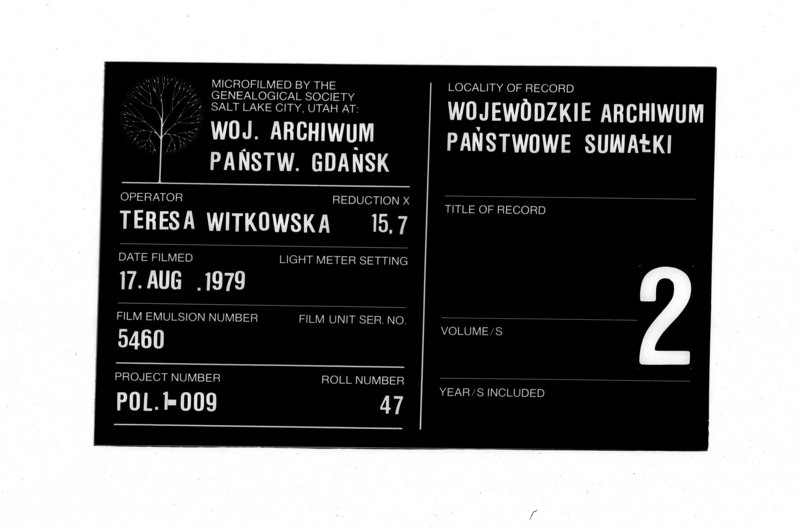 MICROFILMED BY THE
GENEALOGICAL SOCIETY
SALT LAKE CITY, UTAH AT:
WOJ. ARCHIWUM
PAŃSTW. GDAŃSK
OPERATOR REDUCTION X
TERESA WITKOWSKA 15,7
DATE FILMED LIGHT METER SETTING
17. AUG .1979
FILM EMULSION NUMBER FILM UNIT SER. NO.
5460
PROJECT NUMBER ROLL NUMBER
POL.1-009 47
LOCALITY OF RECORD
WOJEWÓDZKIE ARCHIWUM
PAŃSTWOWE SUWAŁKI
TITLE OF RECORD
2
VOLUME/S
YEAR/S INCLUDED